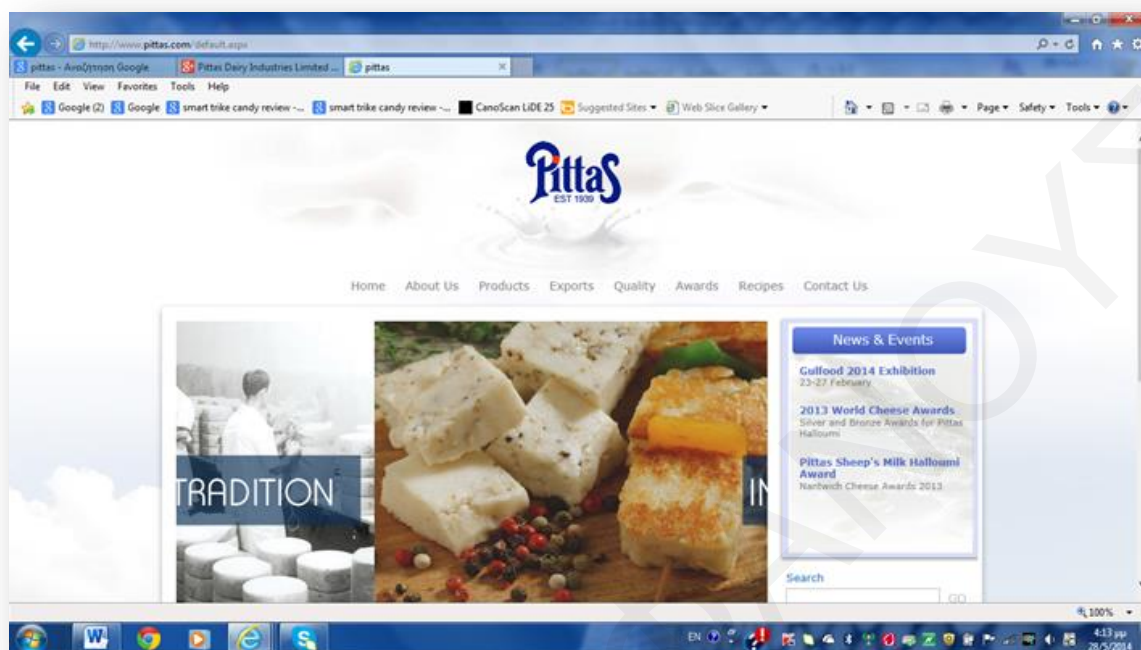 http://www.pittas.com/default.aspx
pittas - Αναζήτηση Google
Pittas Dairy Industries Limited ...
pittas
File Edit View Favorites Tools Help
Google (2) Google smart trike candy review -... smart trike candy review -... CanoScan LiDE 25 Suggested Sites Web Slice Gallery Page Safety Tools
Pittas
EST 1939
Home About Us Products Exports Quality Awards Recipes Contact Us
TRADITION
IN
News & Events
Gulfood 2014 Exhibition
23-27 February
2013 World Cheese Awards
Silver and Bronze Awards for Pittas
Halloumi
Pittas Sheep's Milk Halloumi
Award
Nantwich Cheese Awards 2013
Search
GO
100%
EN
4:13 μμ
28/5/2014